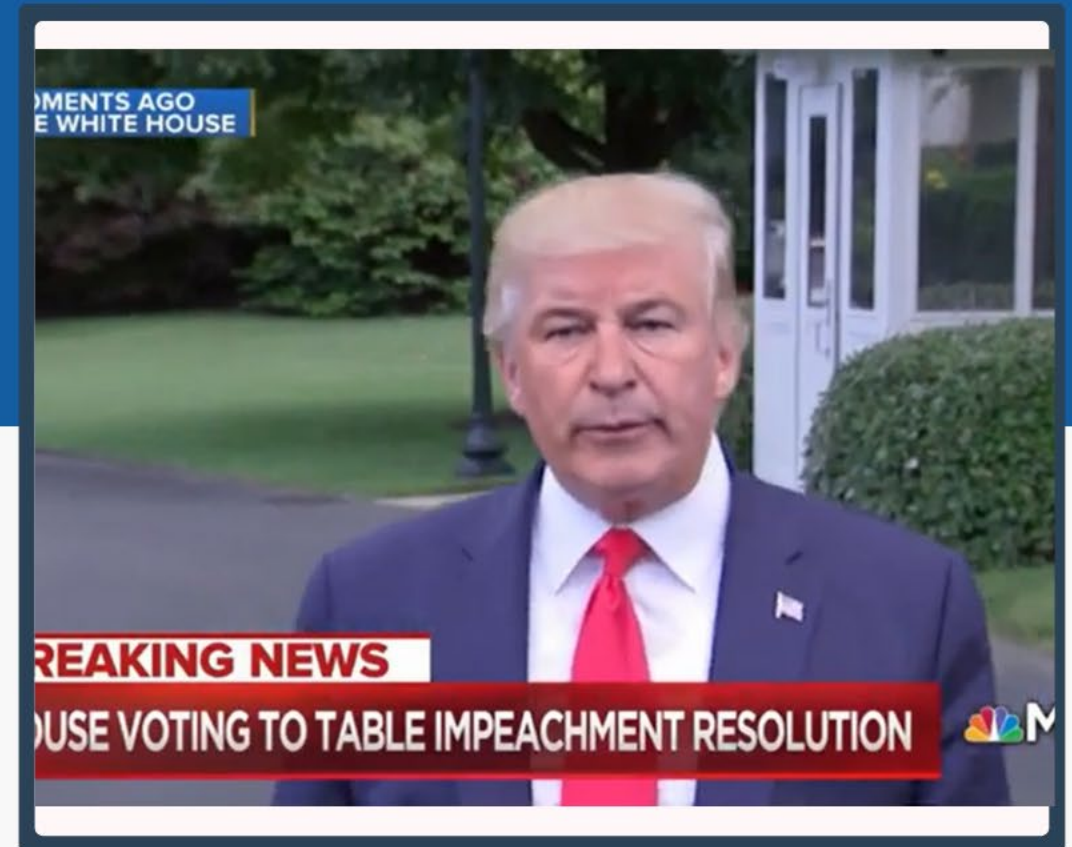 OMENTS AGO
E WHITE HOUSE
REAKING NEWS
OUSE VOTING TO TABLE IMPEACHMENT RESOLUTION
M